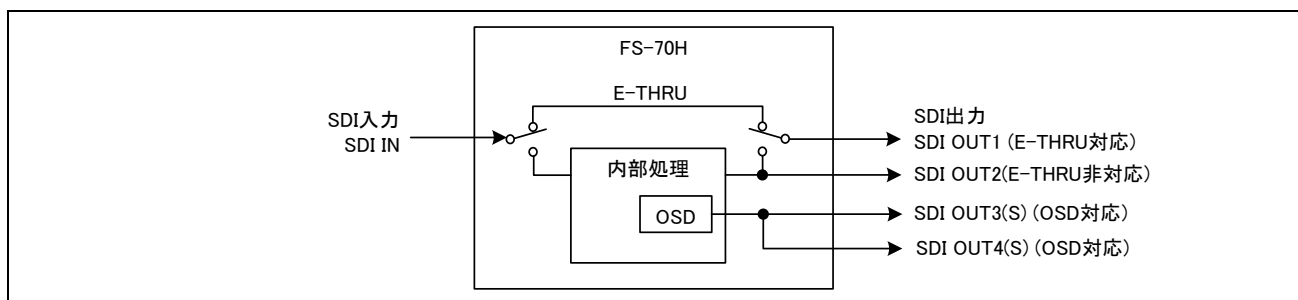 FS-70H
E-THRU
SDI入力
SDI IN
内部処理
OSD
SDI出力
SDI OUT1 (E-THRU対応)
SDI OUT2(E-THRU非対応)
SDI OUT3(S) (OSD対応)
SDI OUT4(S) (OSD対応)